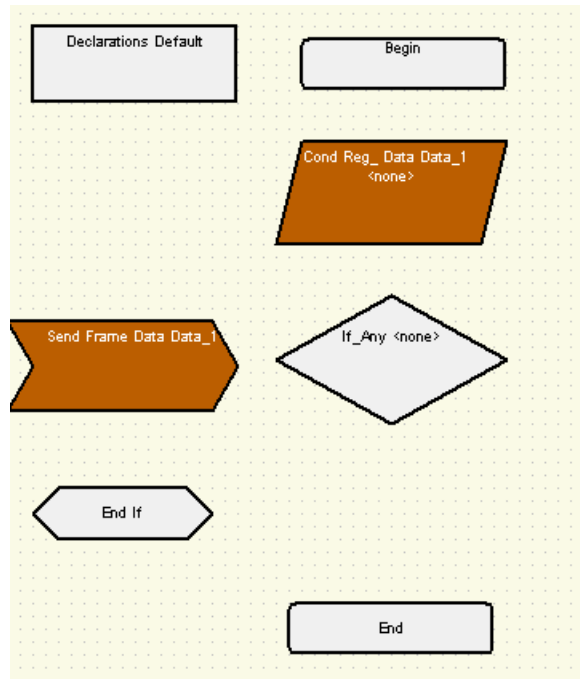 Declarations Default
Begin
Cond Reg_ Data Data_1
<none>
Send Frame Data Data_1
If_Any <none>
End If
End